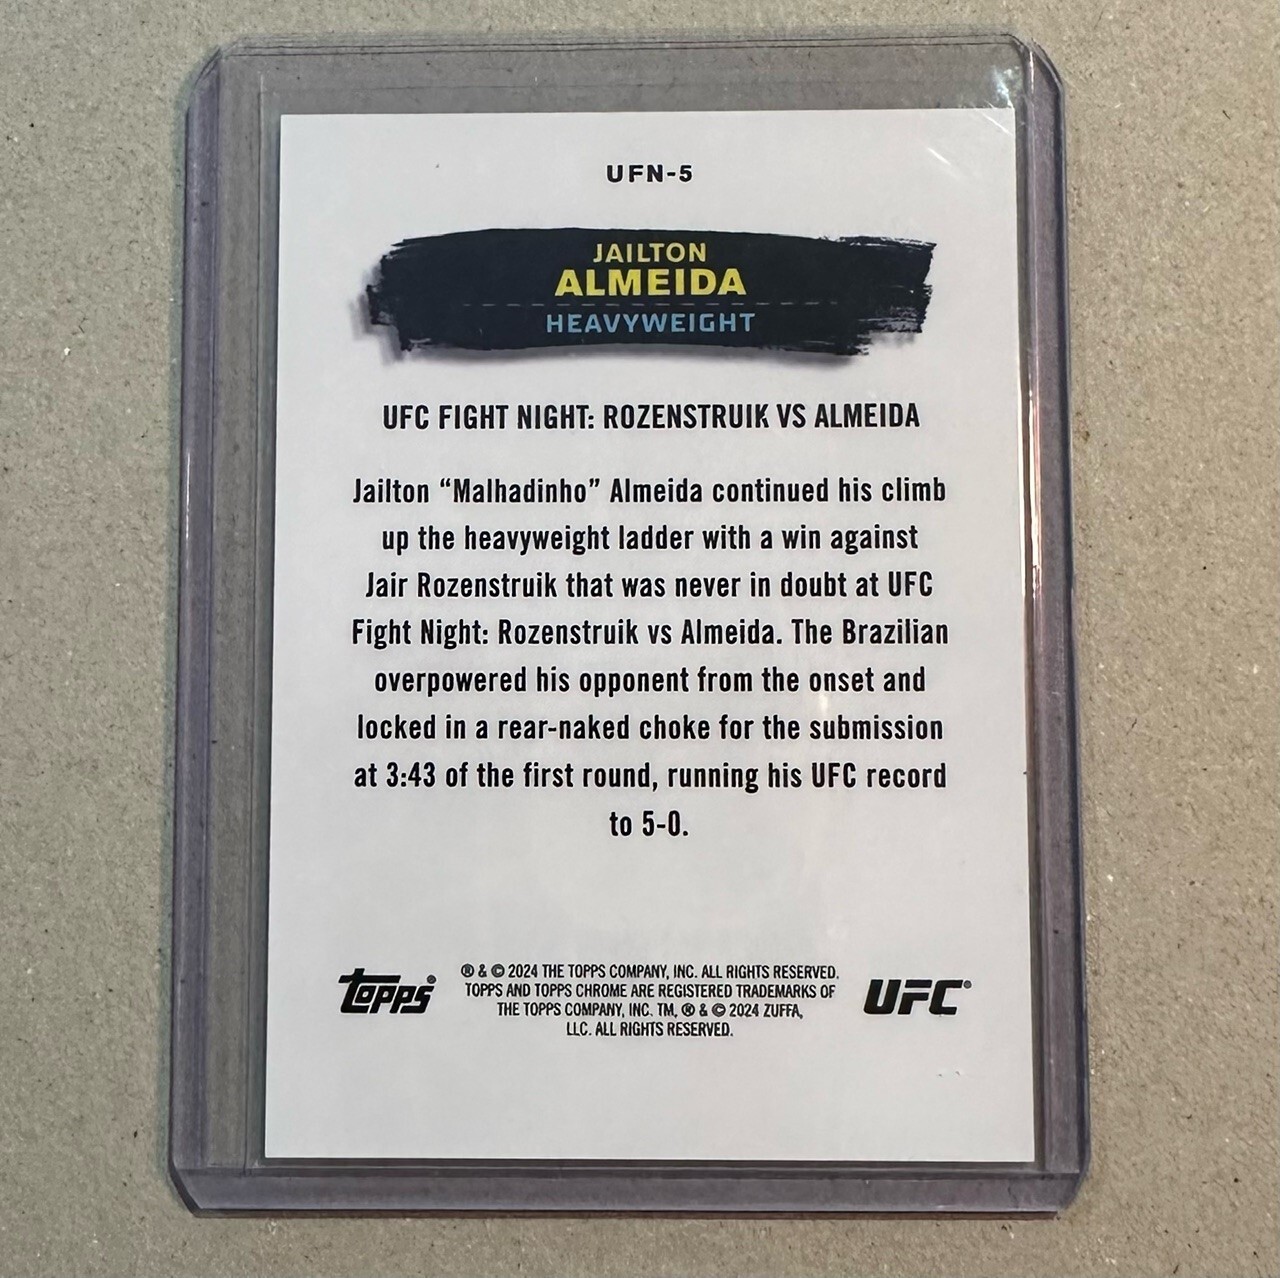 UFN-5
JAILTON
ALMEIDA
HEAVYWEIGHT
UFC FIGHT NIGHT: ROZENSTRUIK VS ALMEIDA
Jailton “Malhadinho” Almeida continued his climb
up the heavyweight ladder with a win against
Jair Rozenstruik that was never in doubt at UFC
Fight Night: Rozenstruik vs Almeida. The Brazilian
overpowered his opponent from the onset and
locked in a rear-naked choke for the submission
at 3:43 of the first round, running his UFC record
to 5-0.
topps®
® & © 2024 THE TOPPS COMPANY, INC. ALL RIGHTS RESERVED.
TOPPS AND TOPPS CHROME ARE REGISTERED TRADEMARKS OF
THE TOPPS COMPANY, INC. TM, ® & © 2024 ZUFFA,
LLC. ALL RIGHTS RESERVED.
UFC®